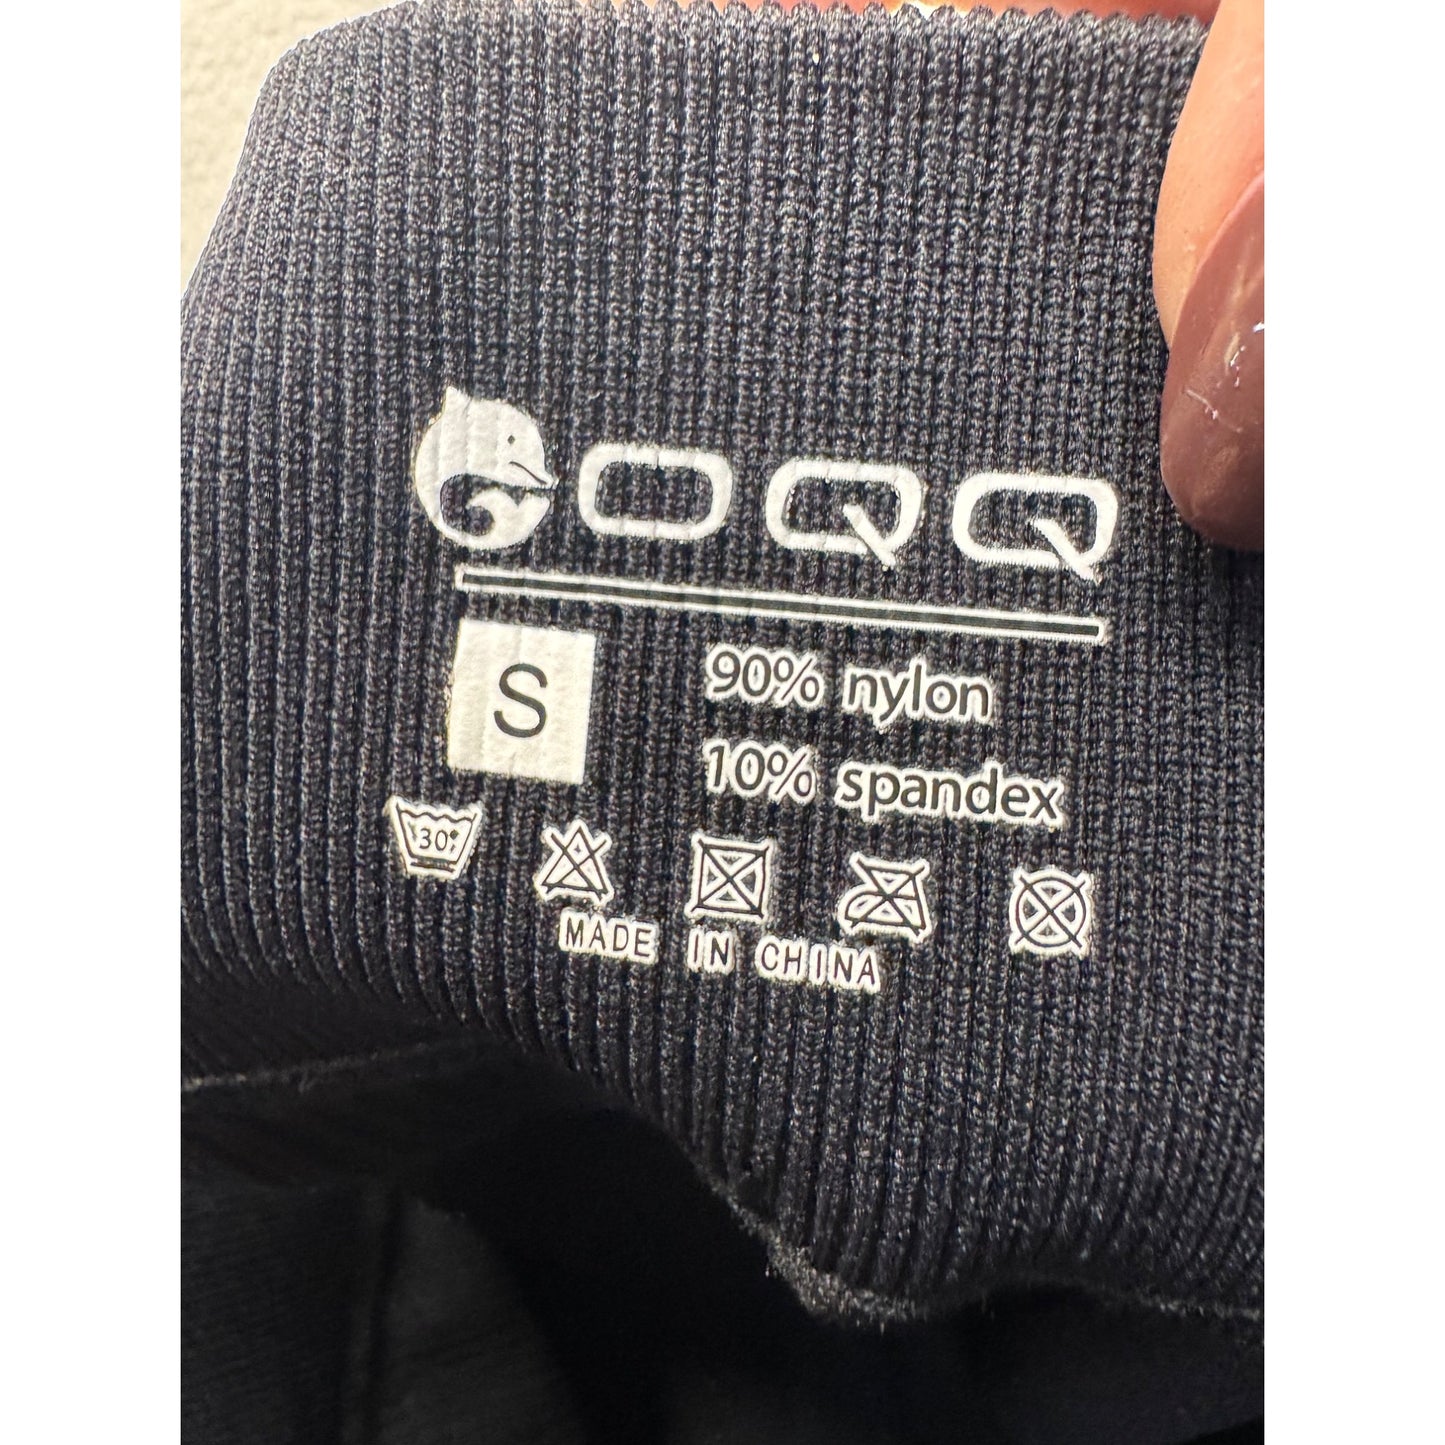 OQQ
S
90% nylon
10% spandex
30°
MADE IN CHINA